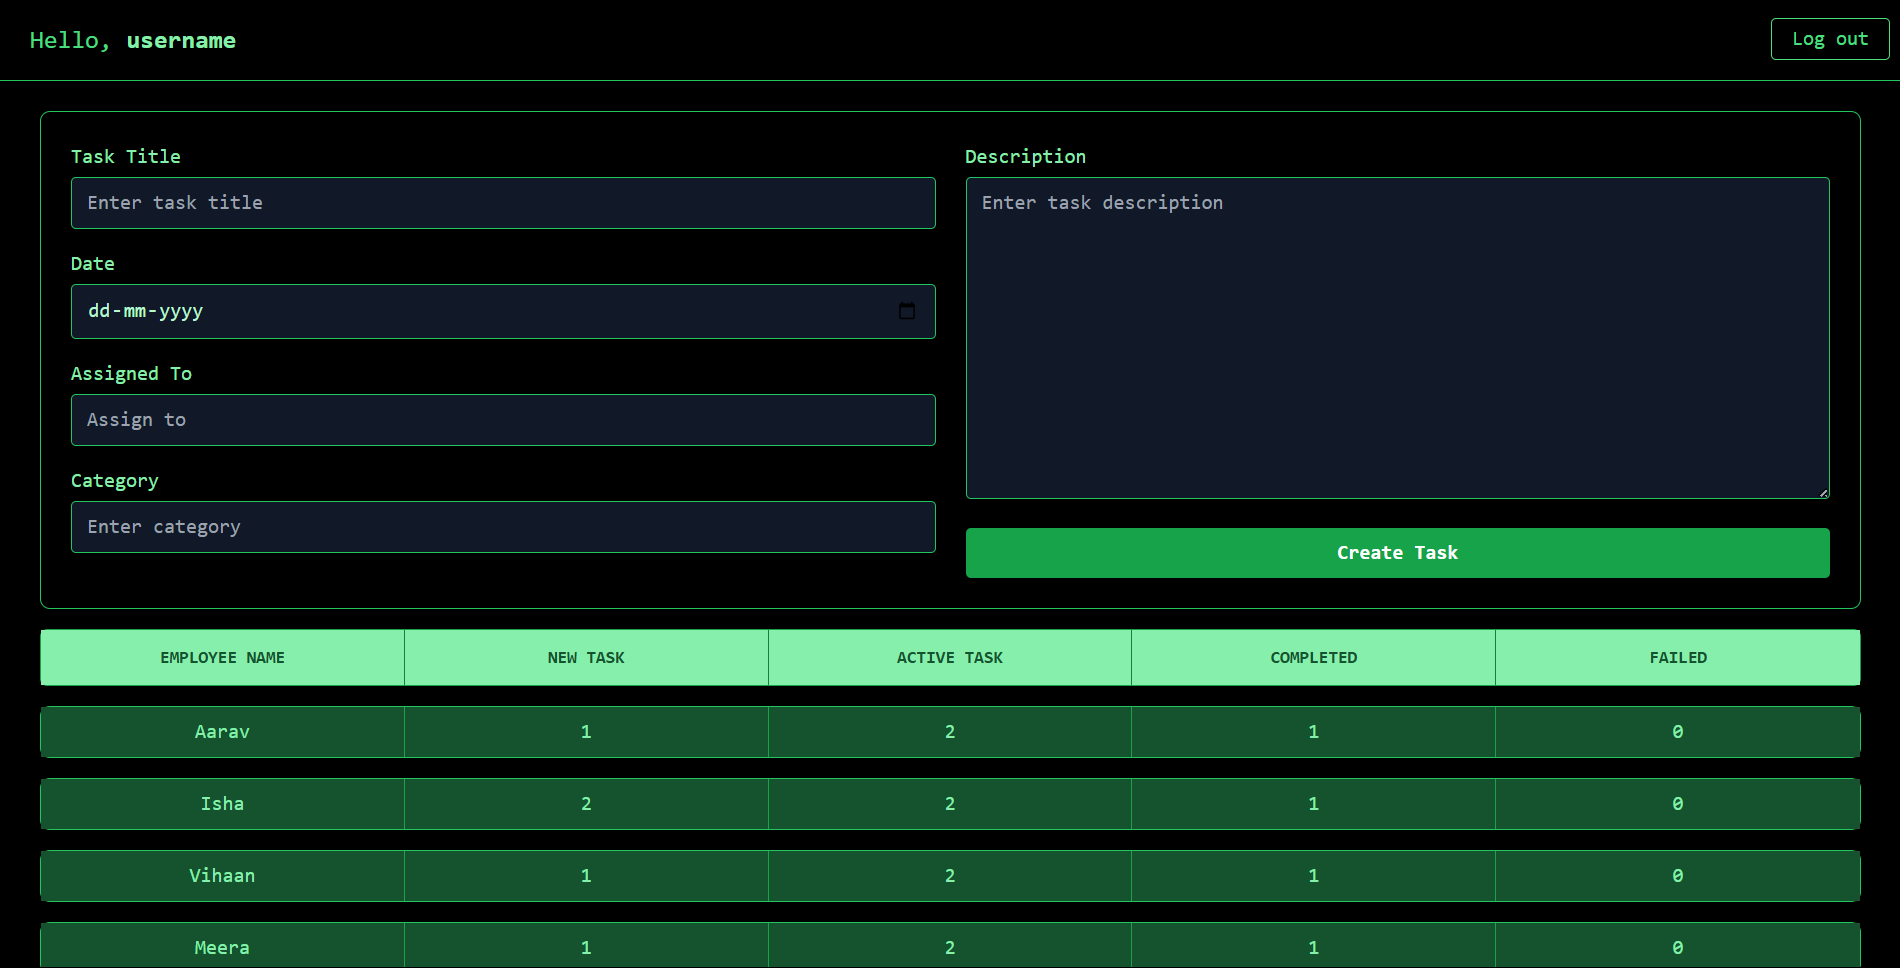 Hello, username
Log out
Task Title
Enter task title
Date
dd-mm-yyyy
Assigned To
Assign to
Category
Enter category
Description
Enter task description
Create Task
EMPLOYEE NAME NEW TASK ACTIVE TASK COMPLETED FAILED
Aarav 1 2 1 0
Isha 2 2 1 0
Vihaan 1 2 1 0
Meera 1 2 1 0